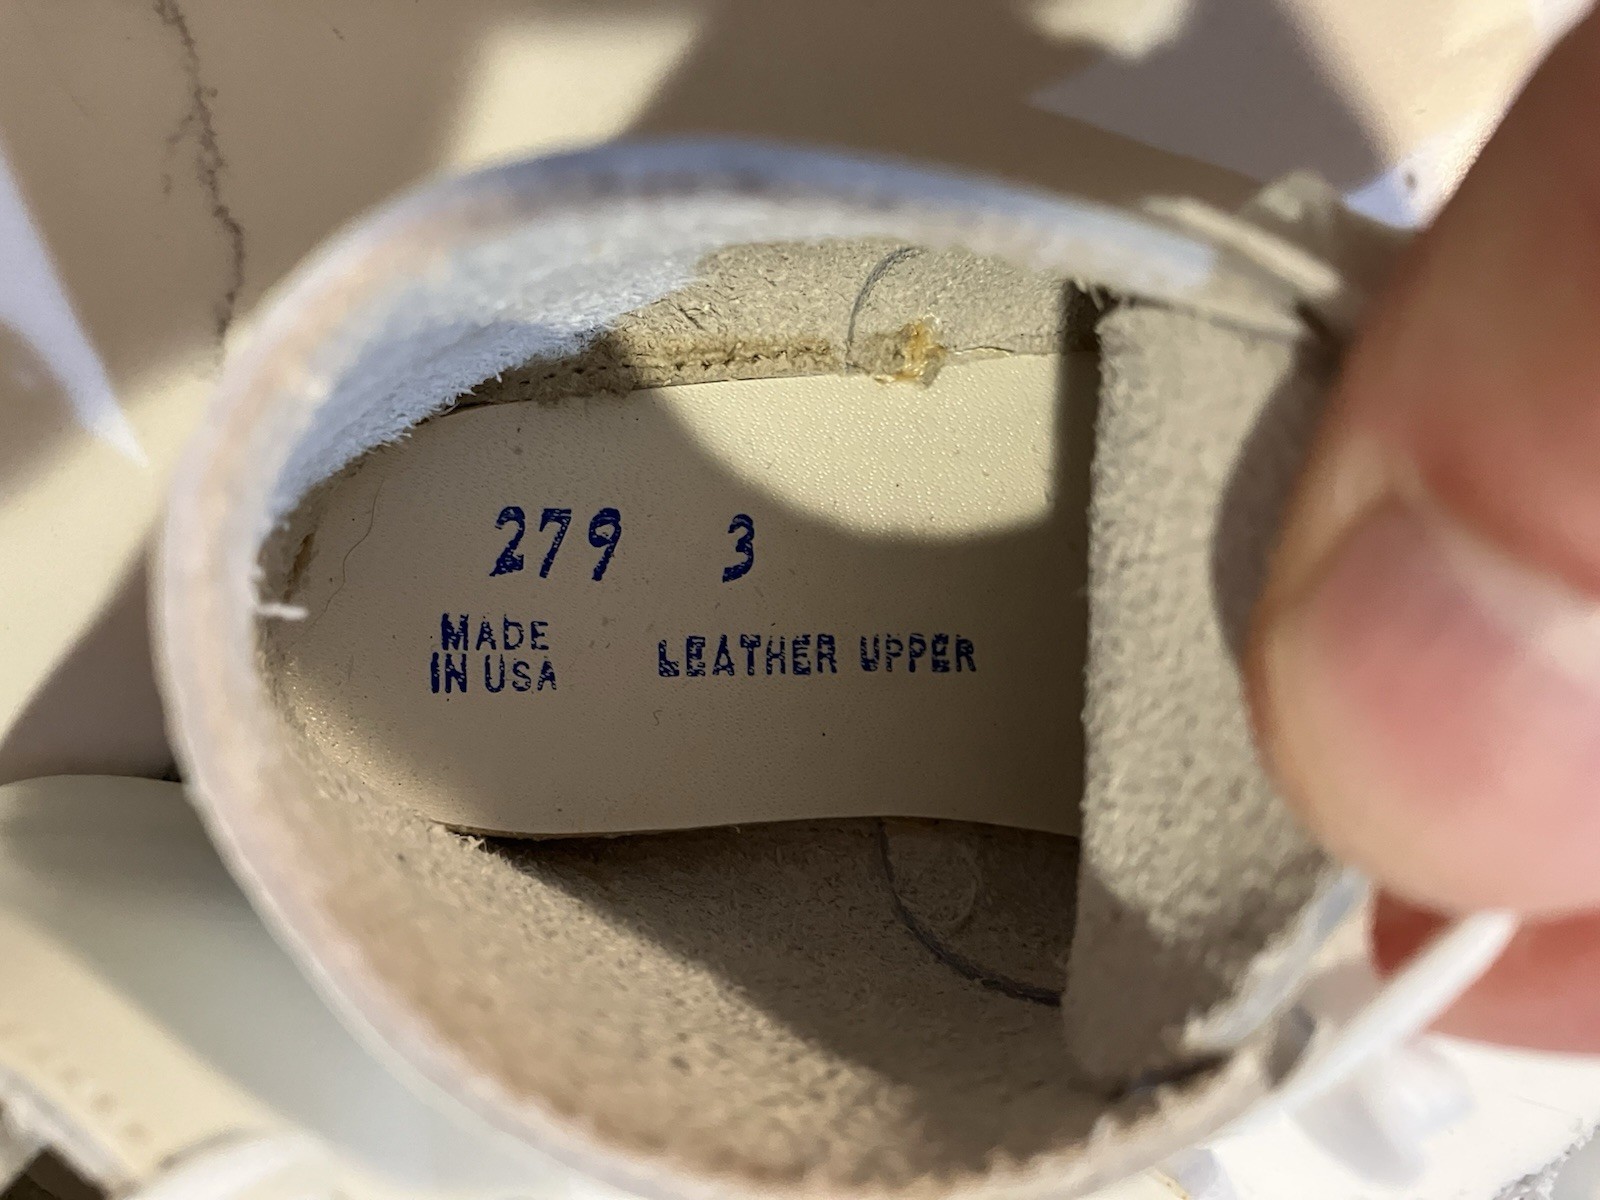 279 3
MADE
IN USA
LEATHER UPPER